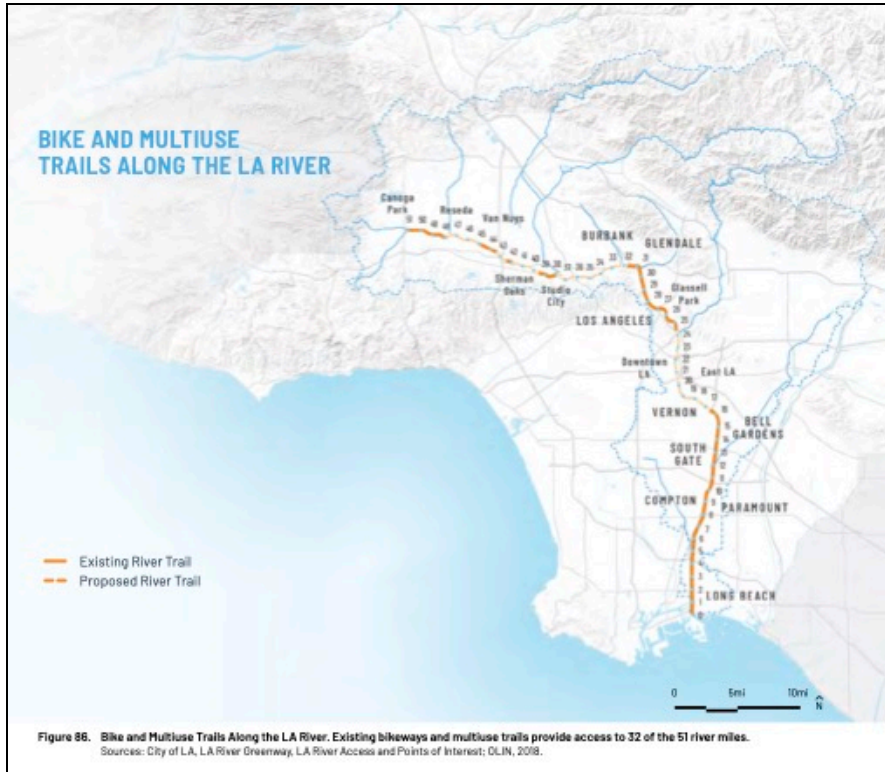 BIKE AND MULTIUSE
TRAILS ALONG THE LA RIVER
Canoga
Park
Reseda
Van Nuys
BURBANK
GLENDALE
Sherman
Oaks
Studio
City
Glassell
Park
LOS ANGELES
Downtown
LA
East LA
VERNON
BELL
GARDENS
SOUTH
GATE
COMPTON
PARAMOUNT
LONG BEACH
Existing River Trail
Proposed River Trail
0 5mi 10mi
N
Figure 86. Bike and Multiuse Trails Along the LA River. Existing bikeways and multiuse trails provide access to 32 of the 51 river miles.
Sources: City of LA, LA River Greenway, LA River Access and Points of Interest; OLIN, 2018.